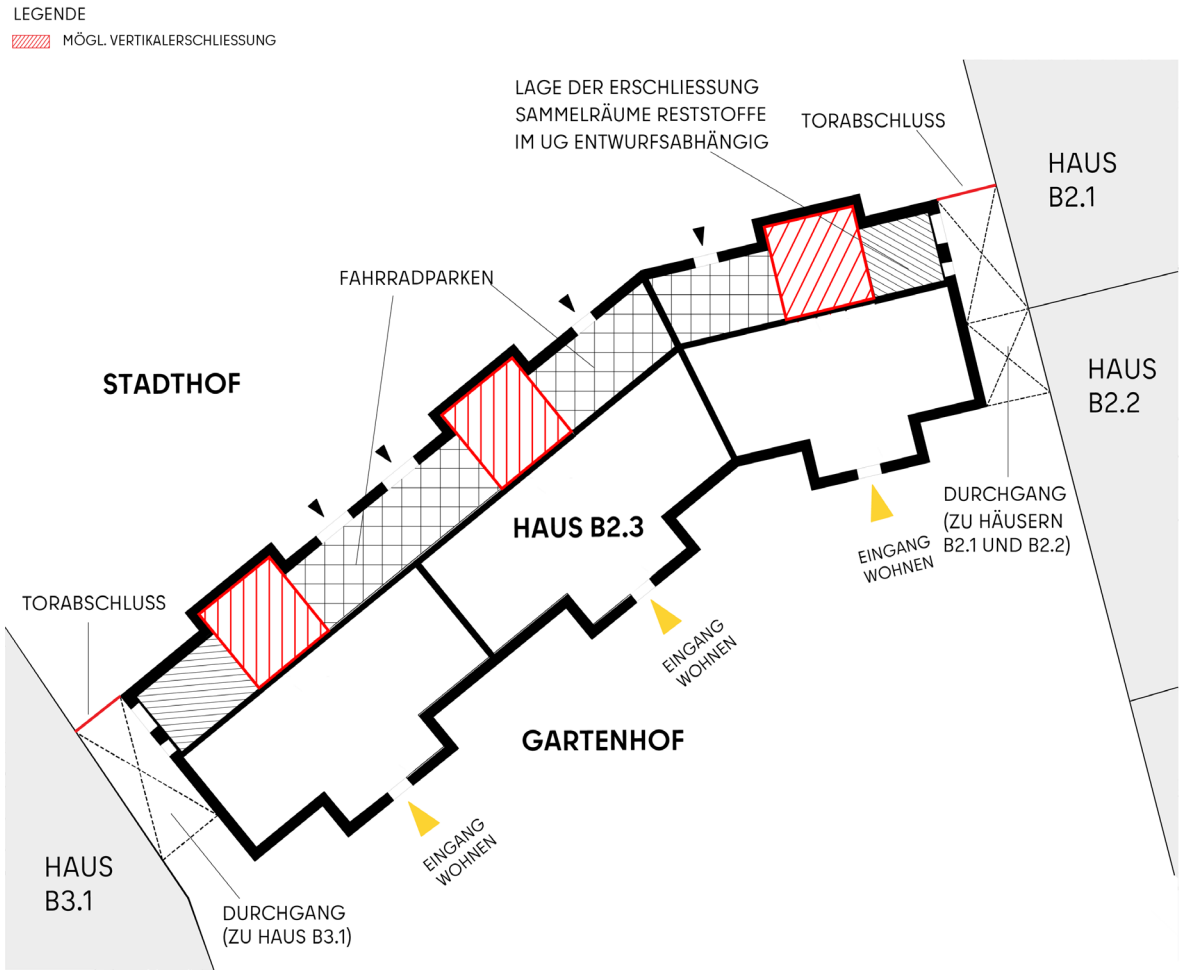 LEGENDE
MÖGL. VERTIKALERSCHLIESSUNG
LAGE DER ERSCHLIESSUNG
SAMMELRÄUME RESTSTOFFE
IM UG ENTWURFSABHÄNGIG
TORABSCHLUSS
HAUS
B2.1
FAHRRADPARKEN
STADTHOF
HAUS
B2.2
HAUS B2.3
DURCHGANG
(ZU HÄUSERN
B2.1 UND B2.2)
EINGANG
WOHNEN
TORABSCHLUSS
EINGANG
WOHNEN
GARTENHOF
EINGANG
WOHNEN
HAUS
B3.1
DURCHGANG
(ZU HAUS B3.1)